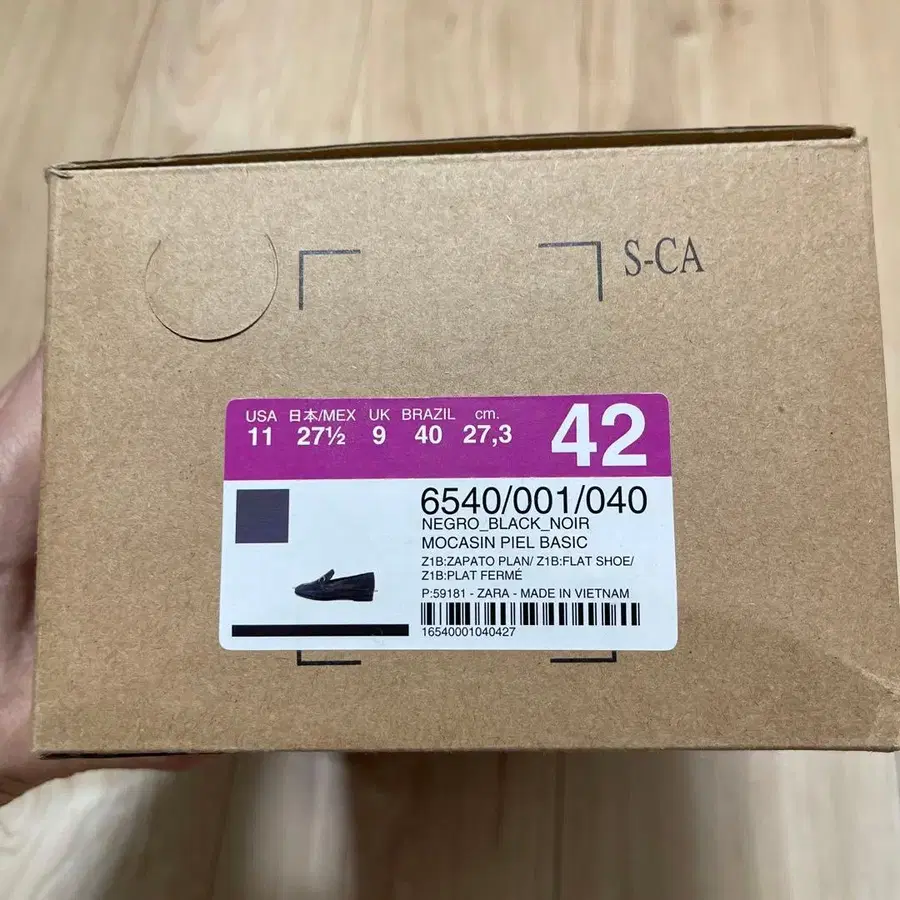 S-CA
USA 日本/MEX UK BRAZIL cm.
11 27½ 9 40 27,3
42
6540/001/040
NEGRO_BLACK_NOIR
MOCASIN PIEL BASIC
Z1B:ZAPATO PLAN/ Z1B:FLAT SHOE/
Z1B:PLAT FERMÉ
P:59181 - ZARA - MADE IN VIETNAM
16540001040427